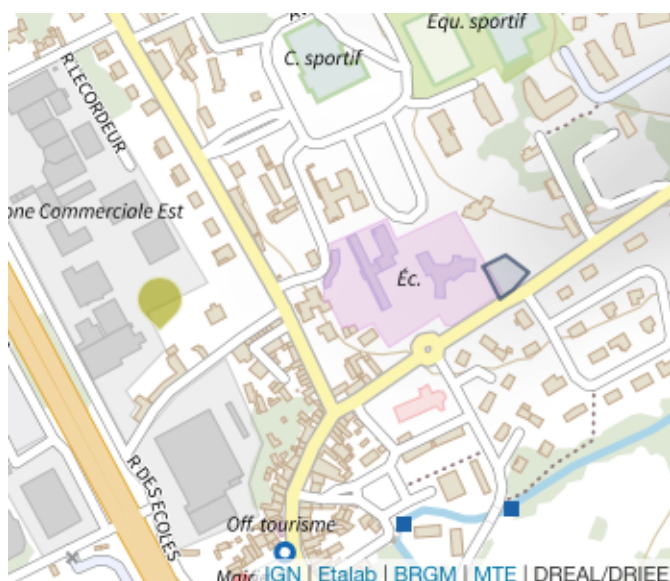 Equ. sportif
C. sportif
R LECORDEUR
one Commerciale Est
Éc.
R DES ECOLES
Off. tourisme
IGN | Etalab | BRGM | MTE | DREAL/DRIEE